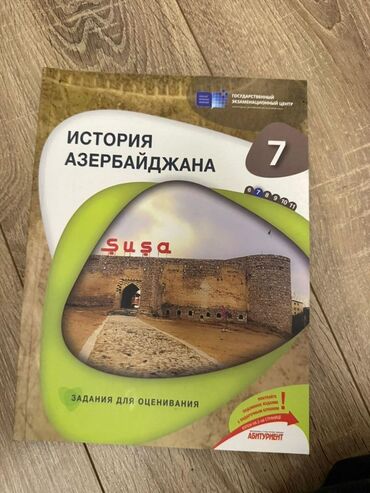 ГОСУДАРСТВЕННЫЙ
ЭКЗАМЕНАЦИОННЫЙ ЦЕНТР
ИСТОРИЯ
АЗЕРБАЙДЖАНА
7
6 7 8 9 10 11
Şuşa
ЗАДАНИЯ ДЛЯ ОЦЕНИВАНИЯ
АБИТУРИЕНТ